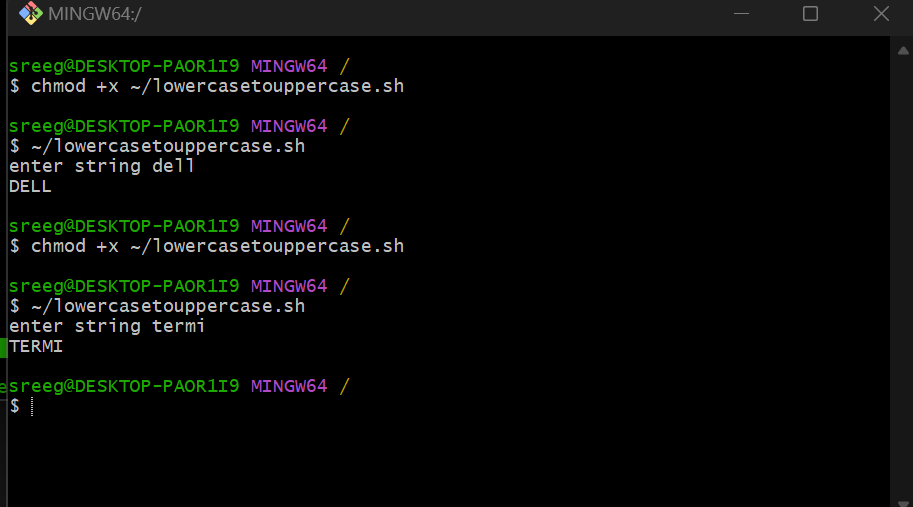 MINGW64:/
sreeg@DESKTOP-PAOR1I9 MINGW64 /
$ chmod +x ~/lowercasetouppercase.sh
sreeg@DESKTOP-PAOR1I9 MINGW64 /
$ ~/lowercasetouppercase.sh
enter string dell
DELL
sreeg@DESKTOP-PAOR1I9 MINGW64 /
$ chmod +x ~/lowercasetouppercase.sh
sreeg@DESKTOP-PAOR1I9 MINGW64 /
$ ~/lowercasetouppercase.sh
enter string termi
TERMI
sreeg@DESKTOP-PAOR1I9 MINGW64 /
$